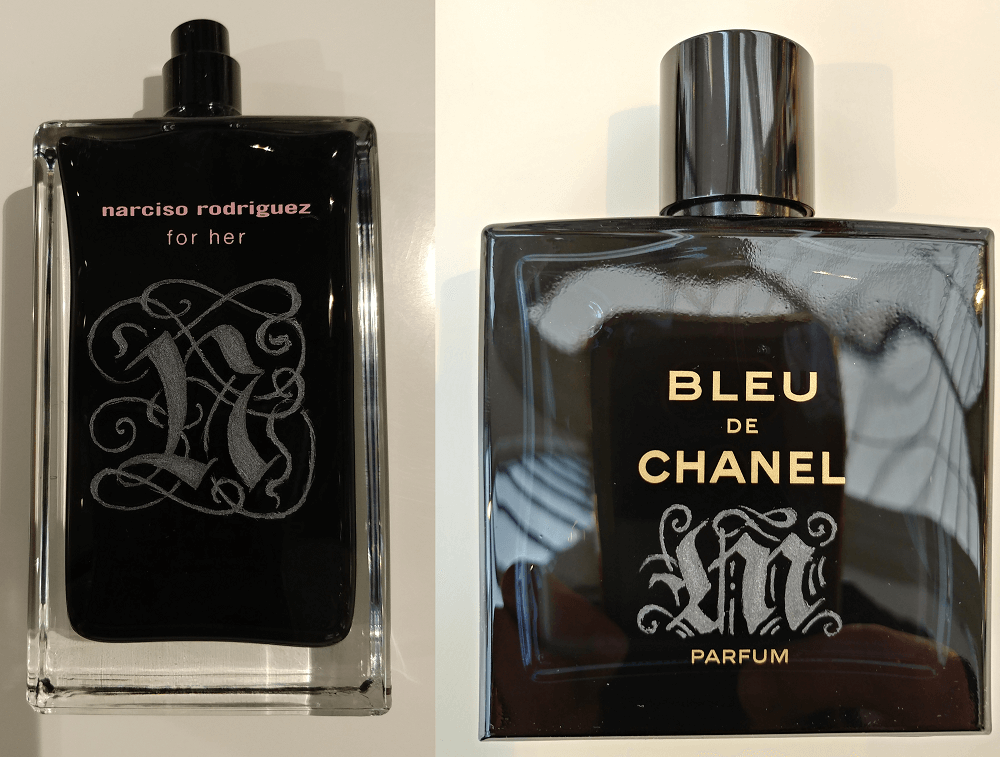 narciso rodriguez
for her
N
BLEU
DE
CHANEL
M
PARFUM